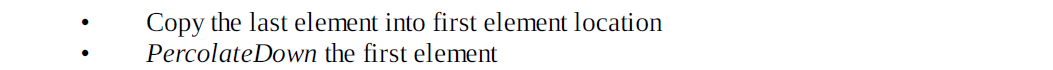 • Copy the last element into first element location
• PercolateDown the first element